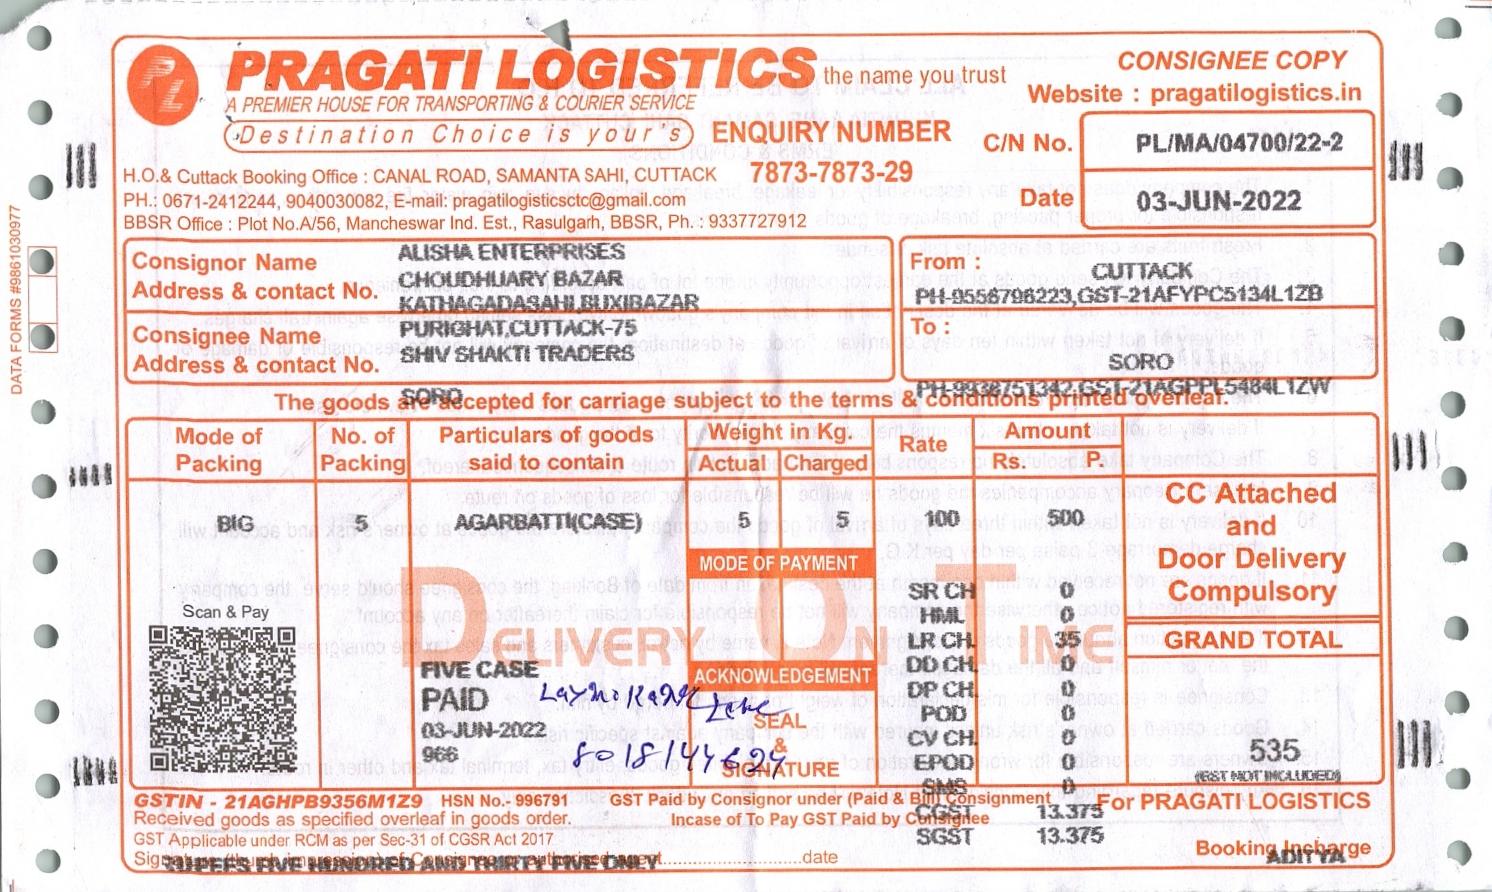 PRAGATI LOGISTICS the name you trust
CONSIGNEE COPY
A PREMIER HOUSE FOR TRANSPORTING & COURIER SERVICE
Website : pragatilogistics.in
Destination Choice is your's
ENQUIRY NUMBER
7873-7873-29
C/N No. PL/MA/04700/22-2
Date 03-JUN-2022
H.O.& Cuttack Booking Office : CANAL ROAD, SAMANTA SAHI, CUTTACK
PH.: 0671-2412244, 9040030082, E-mail: pragatilogisticsctc@gmail.com
BBSR Office : Plot No.A/56, Mancheswar Ind. Est., Rasulgarh, BBSR, Ph. : 9337727912
DATA FORMS #9861030977
Consignor Name
Address & contact No.
ALISHA ENTERPRISES
CHOUDHUARY BAZAR
KATHAGADASAHI,BUXIBAZAR
PURIGHAT,CUTTACK-75
From :
CUTTACK
PH-9556796223,GST-21AFYPC5134L1ZB
Consignee Name
Address & contact No.
SHIV SHAKTI TRADERS
SORO
To :
SORO
PH-9938751342,GST-21AGPPL5484L1ZW
The goods are accepted for carriage subject to the terms & conditions printed overleaf.
Mode of Packing
No. of Packing
Particulars of goods said to contain
Weight in Kg.
Actual Charged
Rate
Amount
Rs. P.
BIG 5 AGARBATTI(CASE) 5 5 100 500
CC Attached
and
Door Delivery
Compulsory
GRAND TOTAL
535
(GST NOT INCLUDED)
MODE OF PAYMENT
DELIVERY ON TIME
ACKNOWLEDGEMENT
Scan & Pay
FIVE CASE
PAID
03-JUN-2022
966
8018144624
SEAL
&
SIGNATURE
SR CH 0
HML 0
LR CH. 35
DD CH. 0
DP CH. 0
POD 0
CV CH. 0
EPOD 0
SMS 0
CGST 13.375
SGST 13.375
GSTIN - 21AGHPB9356M1Z9 HSN No.- 996791 GST Paid by Consignor under (Paid & Bill) Consignment
Received goods as specified overleaf in goods order. Incase of To Pay GST Paid by Consignee
GST Applicable under RCM as per Sec-31 of CGSR Act 2017
date
RUPEES FIVE HUNDRED AND THIRTY FIVE ONLY
For PRAGATI LOGISTICS
Booking Incharge
ADITYA